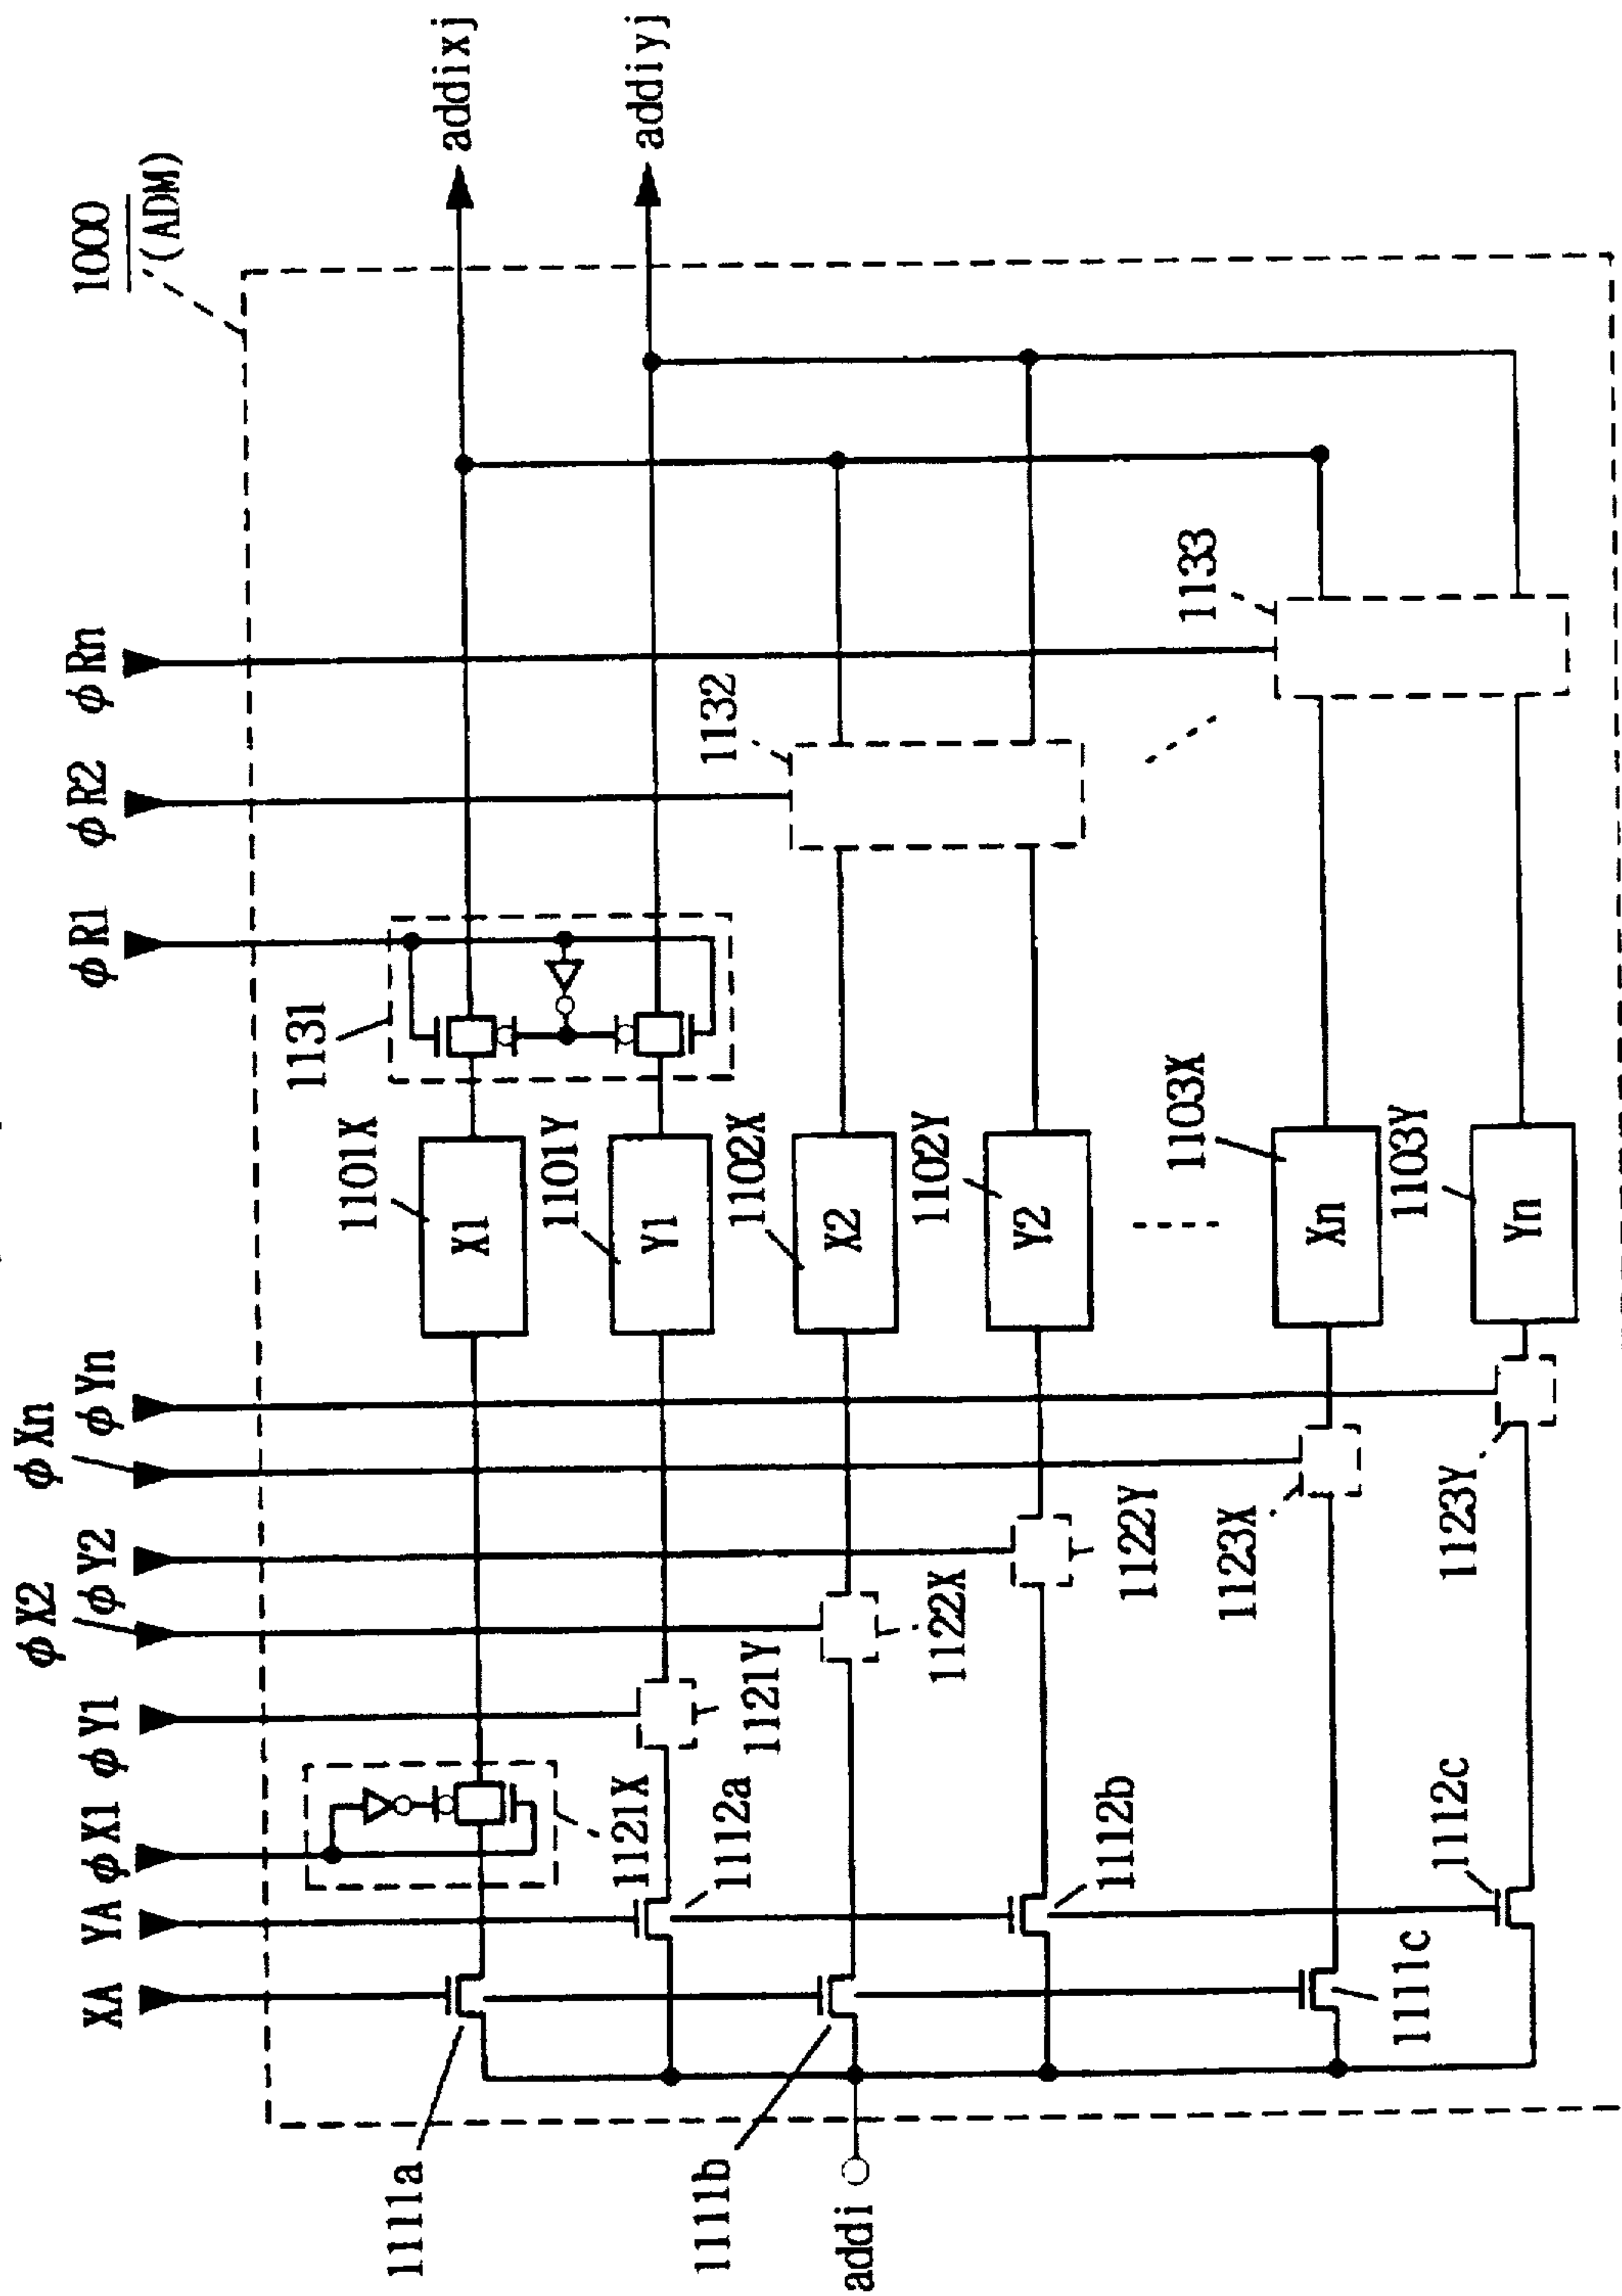 1000
(ADM)
addixj
addiyj
φRn
φR2
φR1
φXn
φYn
φX2
φY2
φY1
φX1
YA
XA
1131
1132
1133
1101X
X1
1101Y
Y1
1102X
X2
1102Y
Y2
1103X
Xn
1103Y
Yn
1121X
1121Y
1122X
1122Y
1123X
1123Y
1112a
1112b
1112c
1111a
1111b
1111c
addi